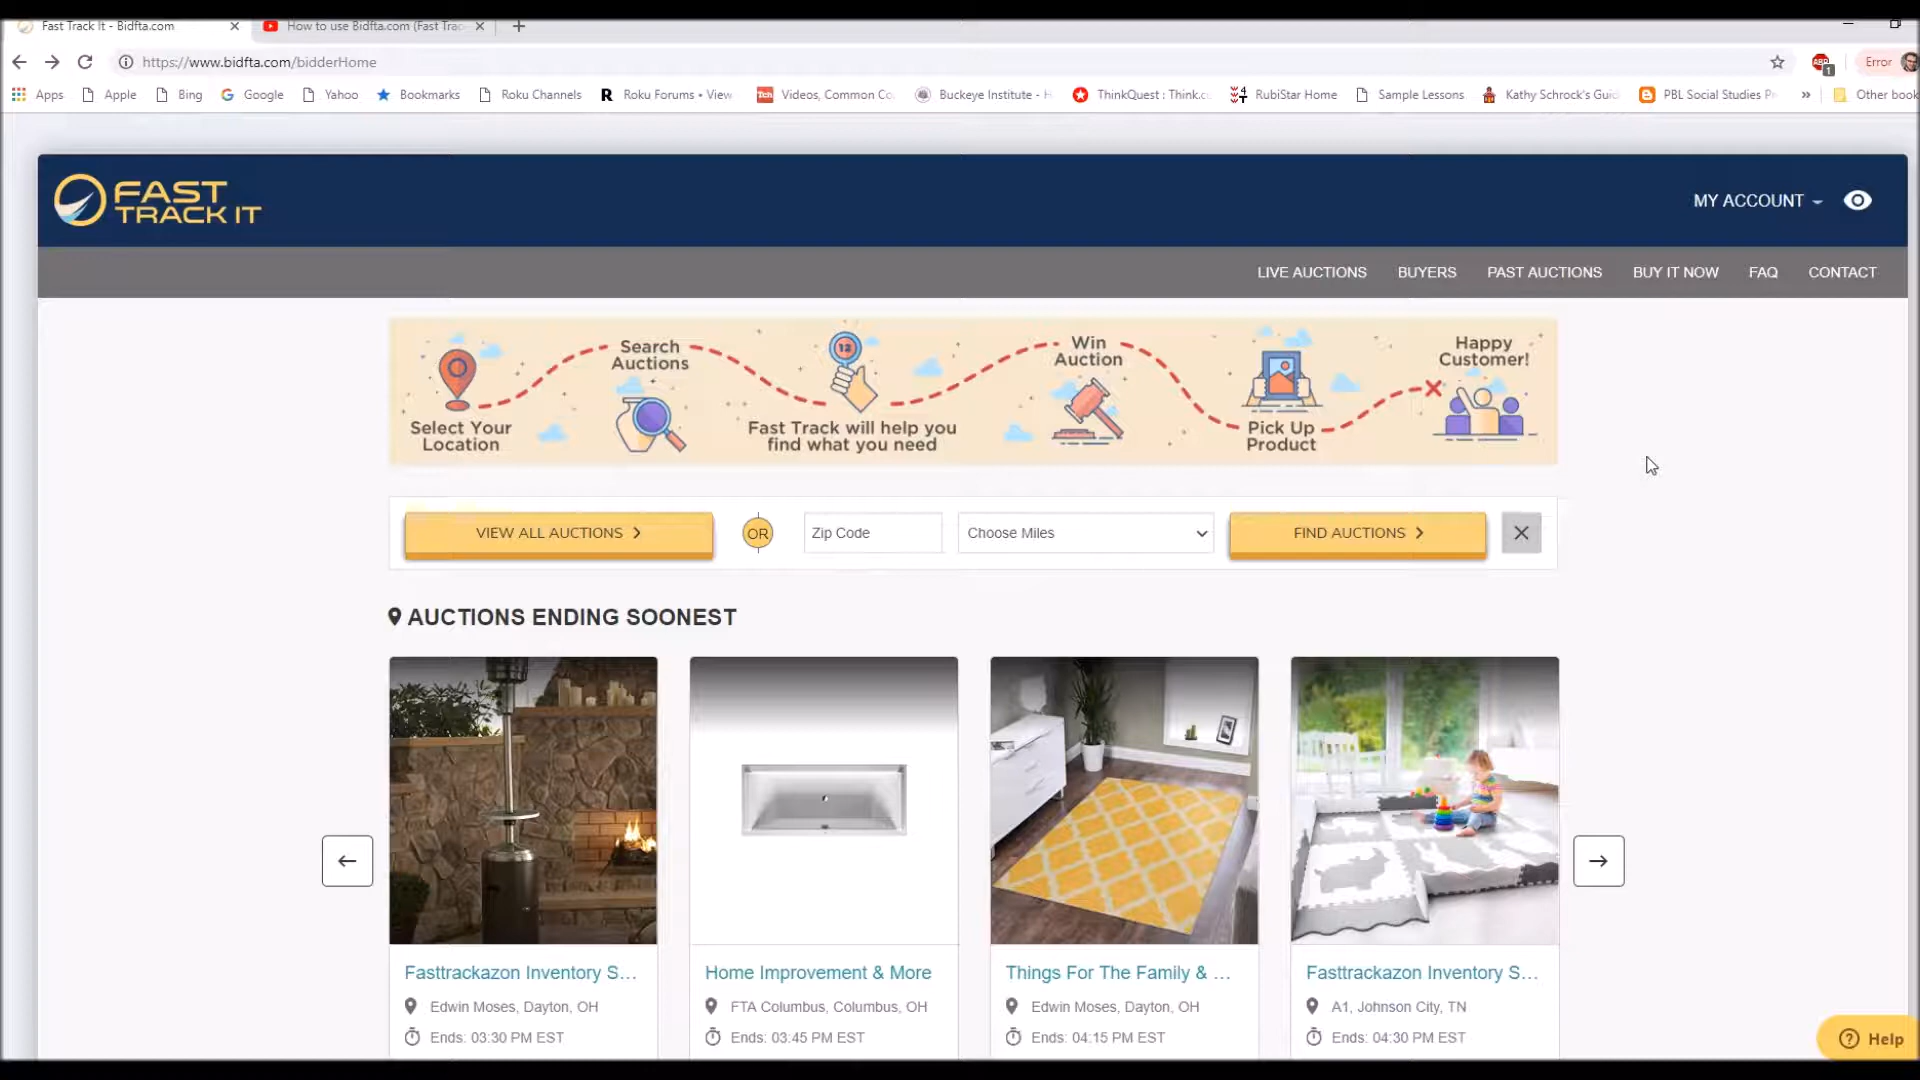 Fast Track It - Bidfta.com
How to use Bidfta.com (Fast Trac
https://www.bidfta.com/bidderHome
ABP 1
Error
Apps Apple Bing Google Yahoo Bookmarks Roku Channels Roku Forums • View Videos, Common Co Buckeye Institute - H ThinkQuest : Think.c RubiStar Home Sample Lessons Kathy Schrock's Guid PBL Social Studies P » Other book
FAST
TRACK IT
MY ACCOUNT
LIVE AUCTIONS BUYERS PAST AUCTIONS BUY IT NOW FAQ CONTACT
Select Your
Location
Search
Auctions
12
Fast Track will help you
find what you need
Win
Auction
Pick Up
Product
Happy
Customer!
VIEW ALL AUCTIONS
OR
Zip Code
Choose Miles
FIND AUCTIONS
AUCTIONS ENDING SOONEST
Fasttrackazon Inventory S...
Edwin Moses, Dayton, OH
Ends: 03:30 PM EST
Home Improvement & More
FTA Columbus, Columbus, OH
Ends: 03:45 PM EST
Things For The Family & ...
Edwin Moses, Dayton, OH
Ends: 04:15 PM EST
Fasttrackazon Inventory S...
A1, Johnson City, TN
Ends: 04:30 PM EST
Help